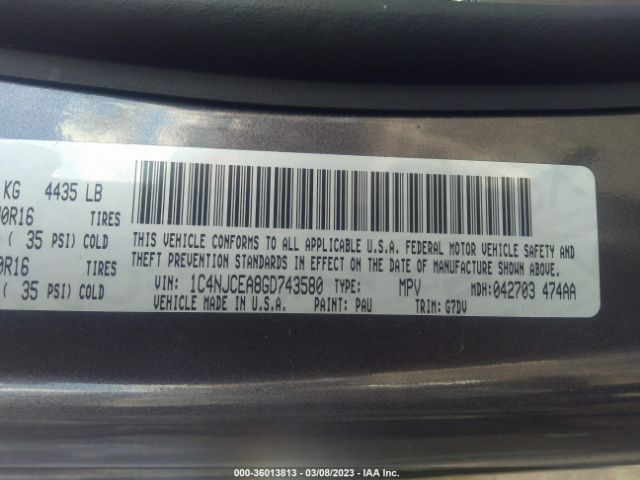 KG 4435 LB
0R16 TIRES
( 35 PSI) COLD
0R16 TIRES
( 35 PSI) COLD
THIS VEHICLE CONFORMS TO ALL APPLICABLE U.S.A. FEDERAL MOTOR VEHICLE SAFETY AND
THEFT PREVENTION STANDARDS IN EFFECT ON THE DATE OF MANUFACTURE SHOWN ABOVE.
VIN: 1C4NJCEA8GD743580 TYPE: MPV MDH:042703 474AA
VEHICLE MADE IN U.S.A. PAINT: PAU TRIM: G7DV
000-36013813 - 03/08/2023 - IAA Inc.